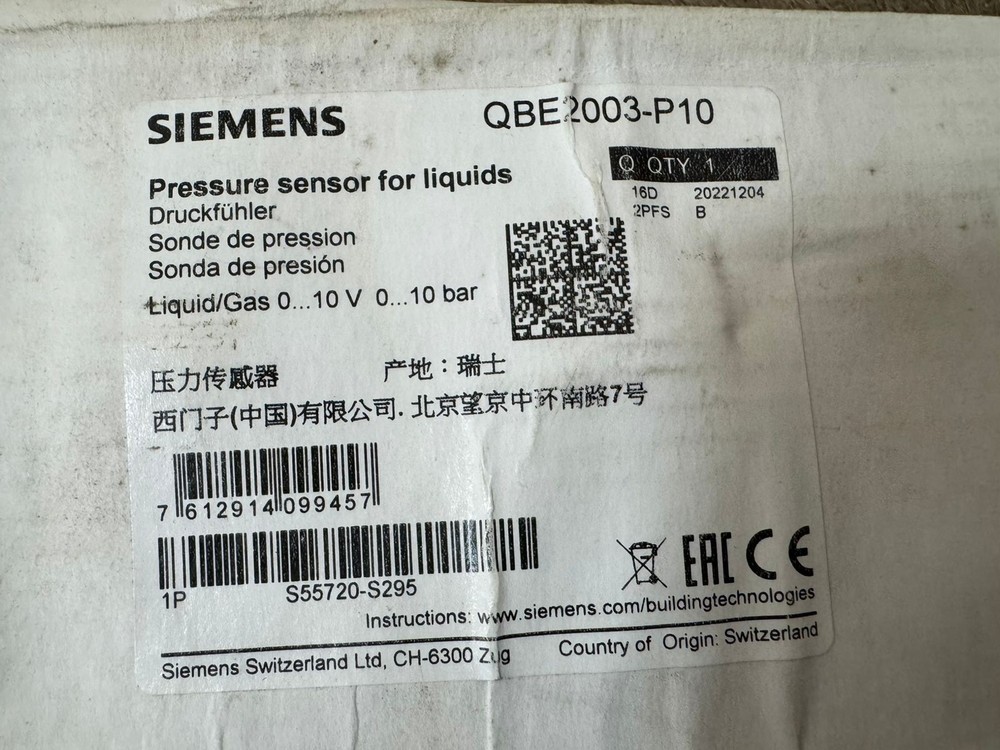 SIEMENS
QBE2003-P10
Q QTY 1
16D 20221204
2PFS B
Pressure sensor for liquids
Druckfühler
Sonde de pression
Sonda de presión
Liquid/Gas 0...10 V 0...10 bar
压力传感器 产地：瑞士
西门子(中国)有限公司. 北京望京中环南路7号
7 612914 099457
1P S55720-S295
EAC CE
Instructions: www.siemens.com/buildingtechnologies
Siemens Switzerland Ltd, CH-6300 Zug Country of Origin: Switzerland